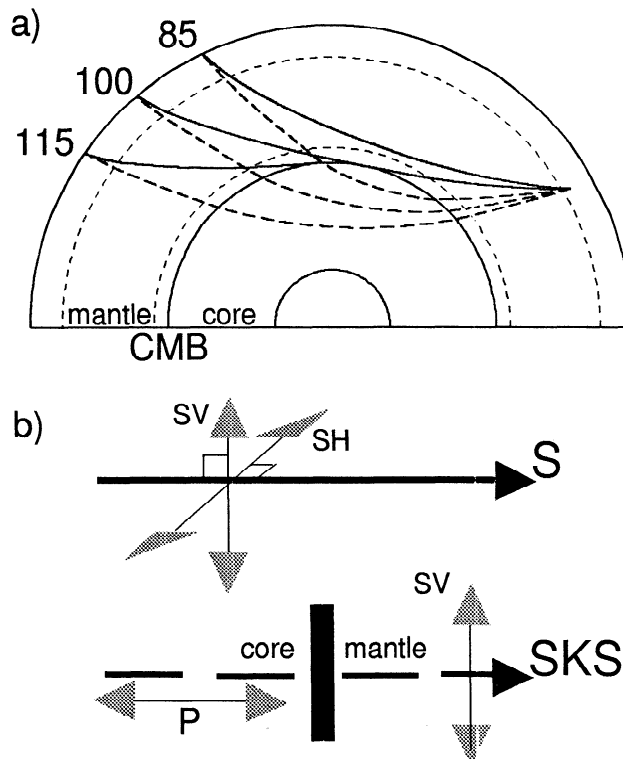 a)
85
100
115
mantle core
CMB
b)
SV
SH
S
SV
core mantle
SKS
P